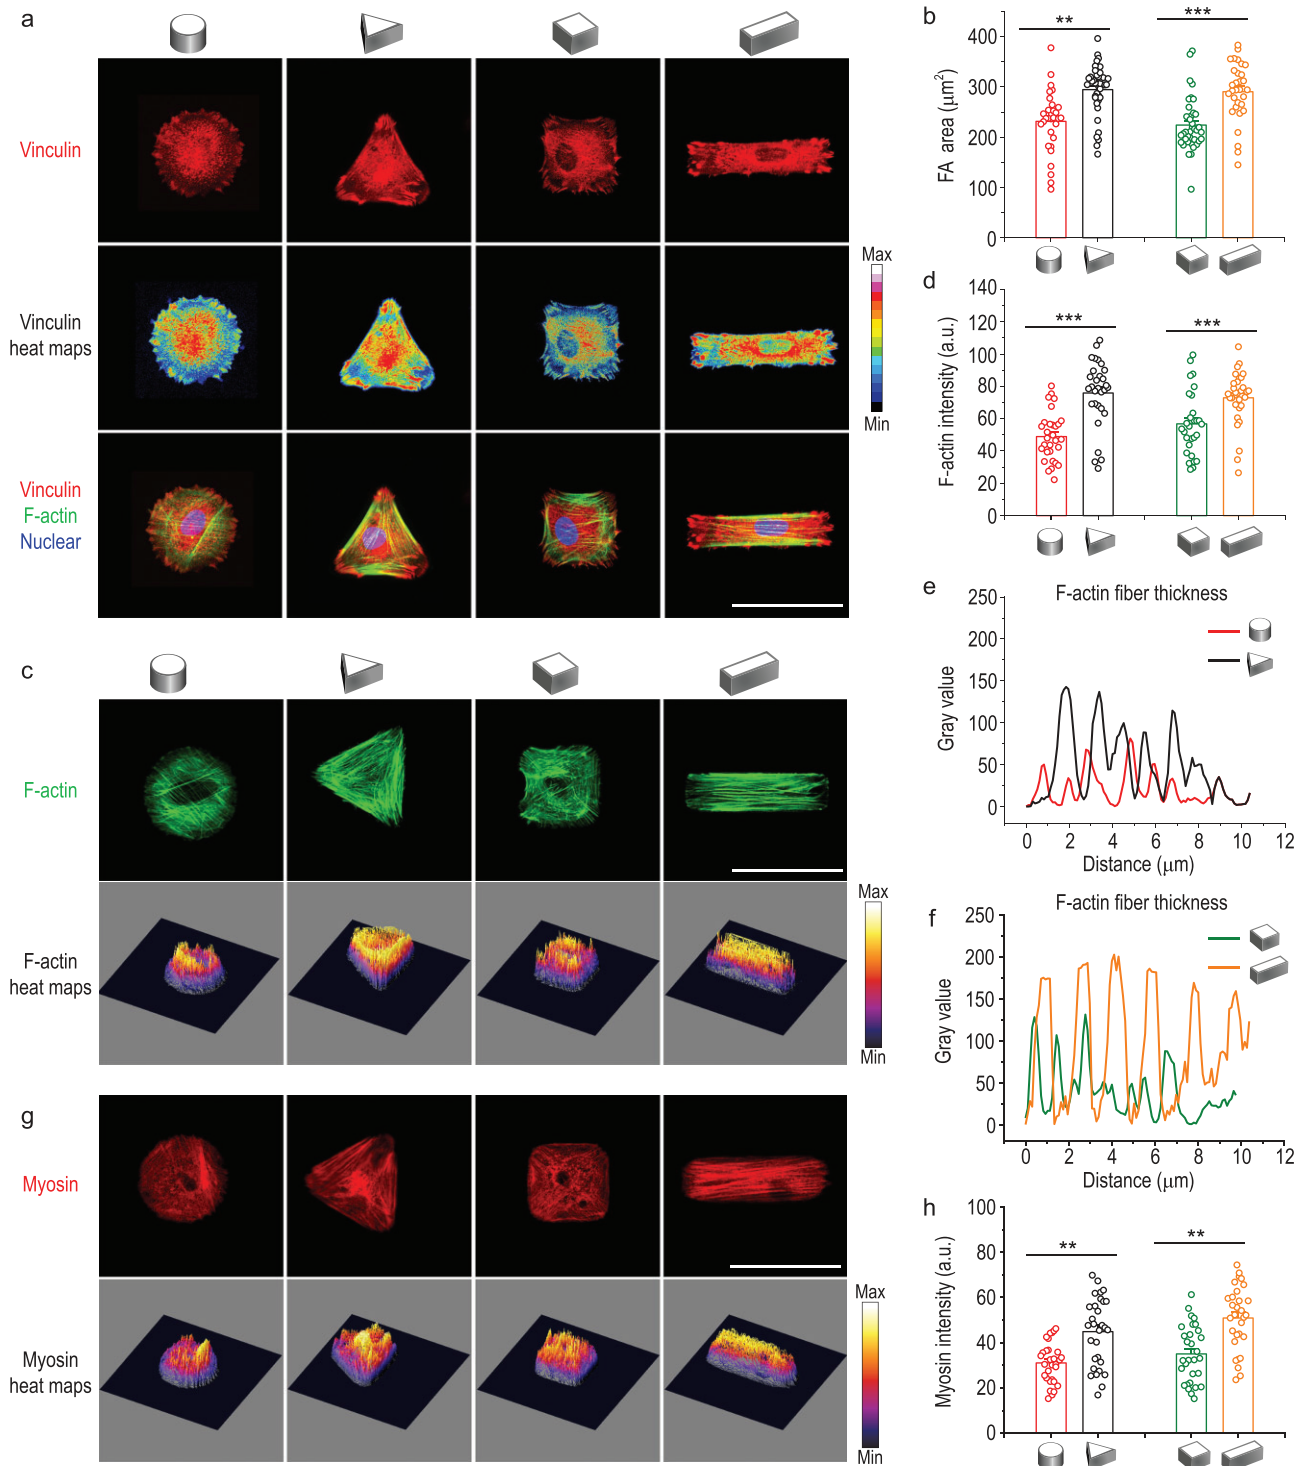 a
Vinculin
Vinculin
heat maps
Max
Min
Vinculin
F-actin
Nuclear
b
**
***
FA area (μm²)
400
300
200
100
0
c
F-actin
F-actin
heat maps
Max
Min
d
***
***
F-actin intensity (a.u.)
140
120
100
80
60
40
20
0
e
F-actin fiber thickness
Gray value
250
200
150
100
50
0
0 2 4 6 8 10 12
Distance (μm)
f
F-actin fiber thickness
Gray value
250
200
150
100
50
0
0 2 4 6 8 10 12
Distance (μm)
g
Myosin
Myosin
heat maps
Max
Min
h
**
**
Myosin intensity (a.u.)
100
80
60
40
20
0